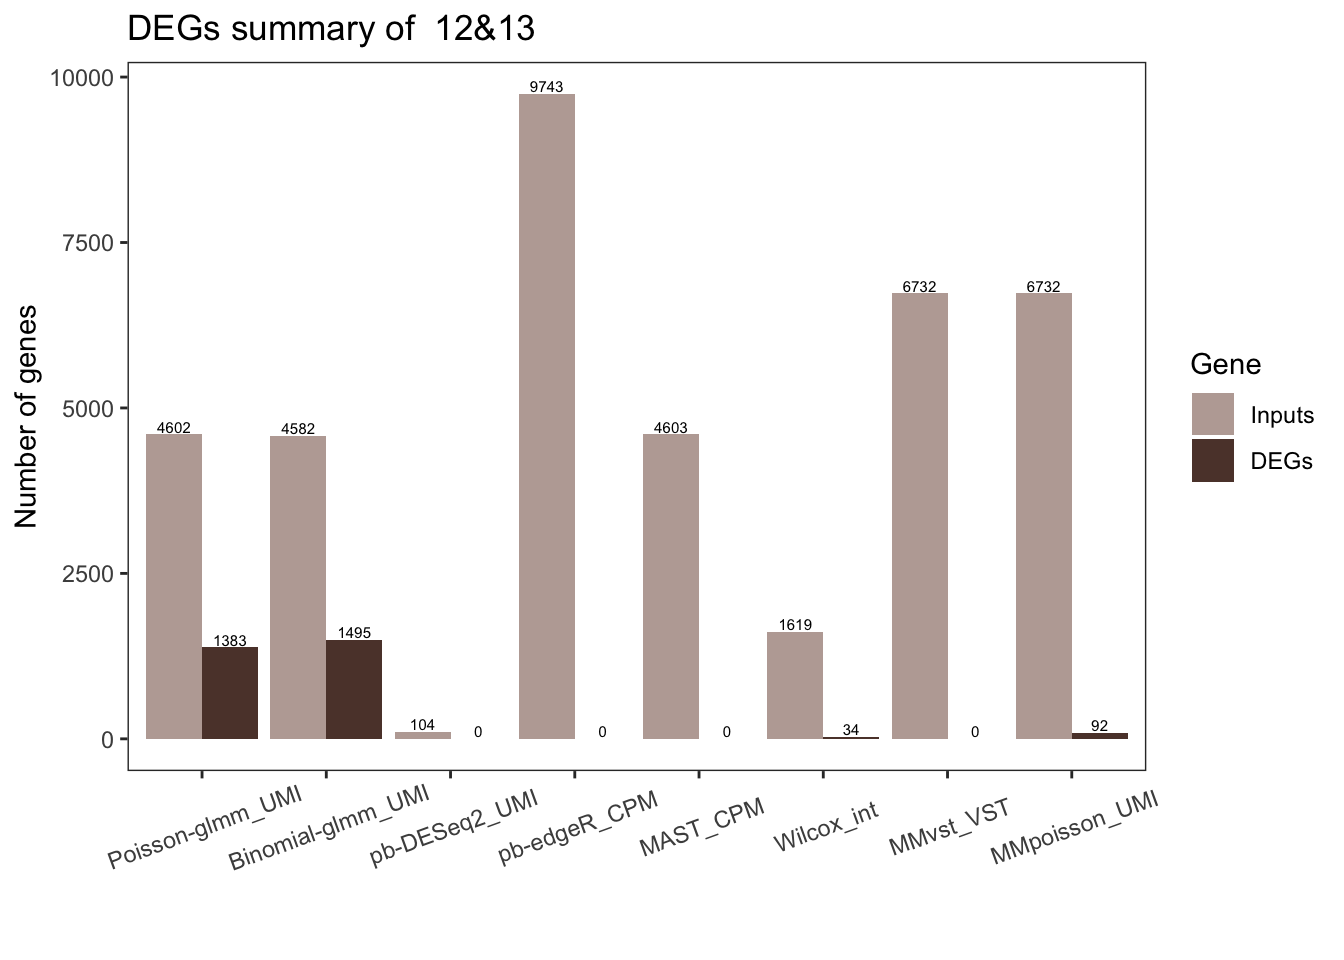 DEGs summary of  12&13
Number of genes
10000
7500
5000
2500
0
4602
1383
4582
1495
104
0
9743
0
4603
0
1619
34
6732
0
6732
92
Poisson-glmm_UMI
Binomial-glmm_UMI
pb-DESeq2_UMI
pb-edgeR_CPM
MAST_CPM
Wilcox_int
MMvst_VST
MMpoisson_UMI
Gene
Inputs
DEGs